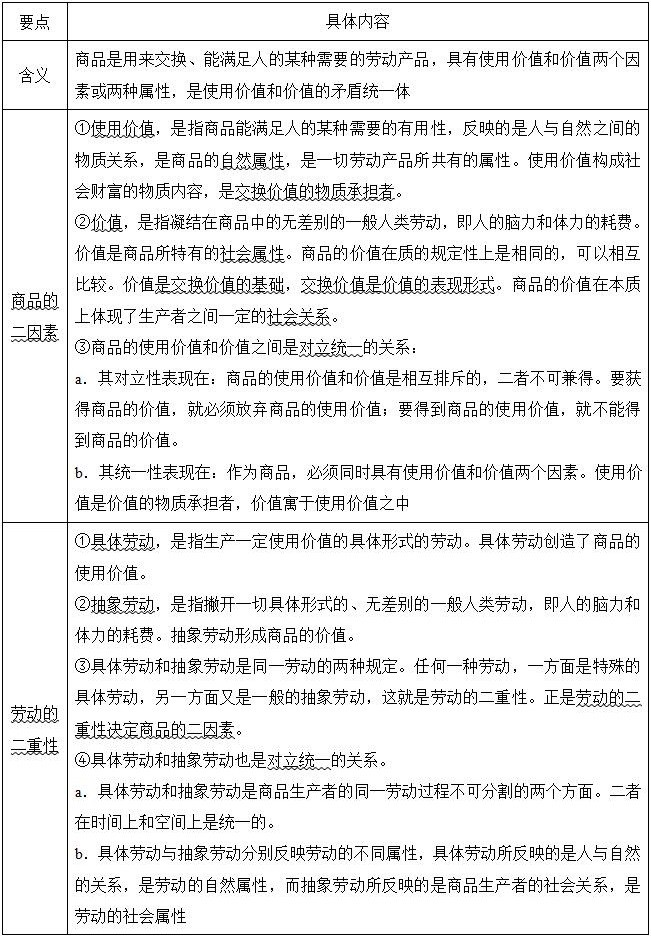 要点
具体内容
含义
商品是用来交换、能满足人的某种需要的劳动产品，具有使用价值和价值两个因
素或两种属性，是使用价值和价值的矛盾统一体
商品的
二因素
①使用价值，是指商品能满足人的某种需要的有用性，反映的是人与自然之间的
物质关系，是商品的自然属性，是一切劳动产品所共有的属性。使用价值构成社
会财富的物质内容，是交换价值的物质承担者。
②价值，是指凝结在商品中的无差别的一般人类劳动，即人的脑力和体力的耗费。
价值是商品所特有的社会属性。商品的价值在质的规定性上是相同的，可以相互
比较。价值是交换价值的基础，交换价值是价值的表现形式。商品的价值在本质
上体现了生产者之间一定的社会关系。
③商品的使用价值和价值之间是对立统一的关系：
a．其对立性表现在：商品的使用价值和价值是相互排斥的，二者不可兼得。要获
得商品的价值，就必须放弃商品的使用价值；要得到商品的使用价值，就不能得
到商品的价值。
b．其统一性表现在：作为商品，必须同时具有使用价值和价值两个因素。使用价
值是价值的物质承担者，价值寓于使用价值之中
劳动的
二重性
①具体劳动，是指生产一定使用价值的具体形式的劳动。具体劳动创造了商品的
使用价值。
②抽象劳动，是指撇开一切具体形式的、无差别的一般人类劳动，即人的脑力和
体力的耗费。抽象劳动形成商品的价值。
③具体劳动和抽象劳动是同一劳动的两种规定。任何一种劳动，一方面是特殊的
具体劳动，另一方面又是一般的抽象劳动，这就是劳动的二重性。正是劳动的二
重性决定商品的二因素。
④具体劳动和抽象劳动也是对立统一的关系。
a．具体劳动和抽象劳动是商品生产者的同一劳动过程不可分割的两个方面。二者
在时间上和空间上是统一的。
b．具体劳动与抽象劳动分别反映劳动的不同属性，具体劳动所反映的是人与自然
的关系，是劳动的自然属性，而抽象劳动所反映的是商品生产者的社会关系，是
劳动的社会属性